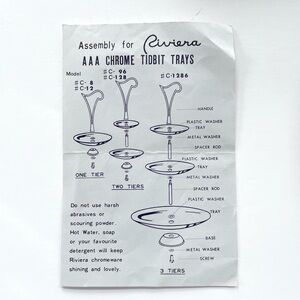 Assembly for Riviera
AAA CHROME TIDBIT TRAYS
Model
#C- 8
#C-12
#C- 96
#C-128
#C-1286
HANDLE
PLASTIC WASHER
TRAY
METAL WASHER
SPACER ROD
PLASTIC WASHER
TRAY
METAL WASHER
SPACER ROD
PLASTIC WASHER
TRAY
BASE
METAL WASHER
SCREW
ONE TIER
TWO TIERS
3 TIERS
Do not use harsh
abrasives or
scouring powder.
Hot Water, soap
or your favourite
detergent will keep
Riviera chromeware
shining and lovely.